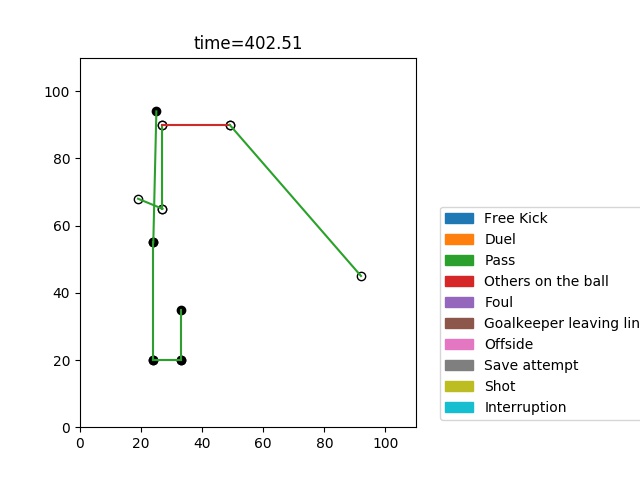 time=402.51
100
80
60
40
20
0
0 20 40 60 80 100
Free Kick
Duel
Pass
Others on the ball
Foul
Goalkeeper leaving lin
Offside
Save attempt
Shot
Interruption